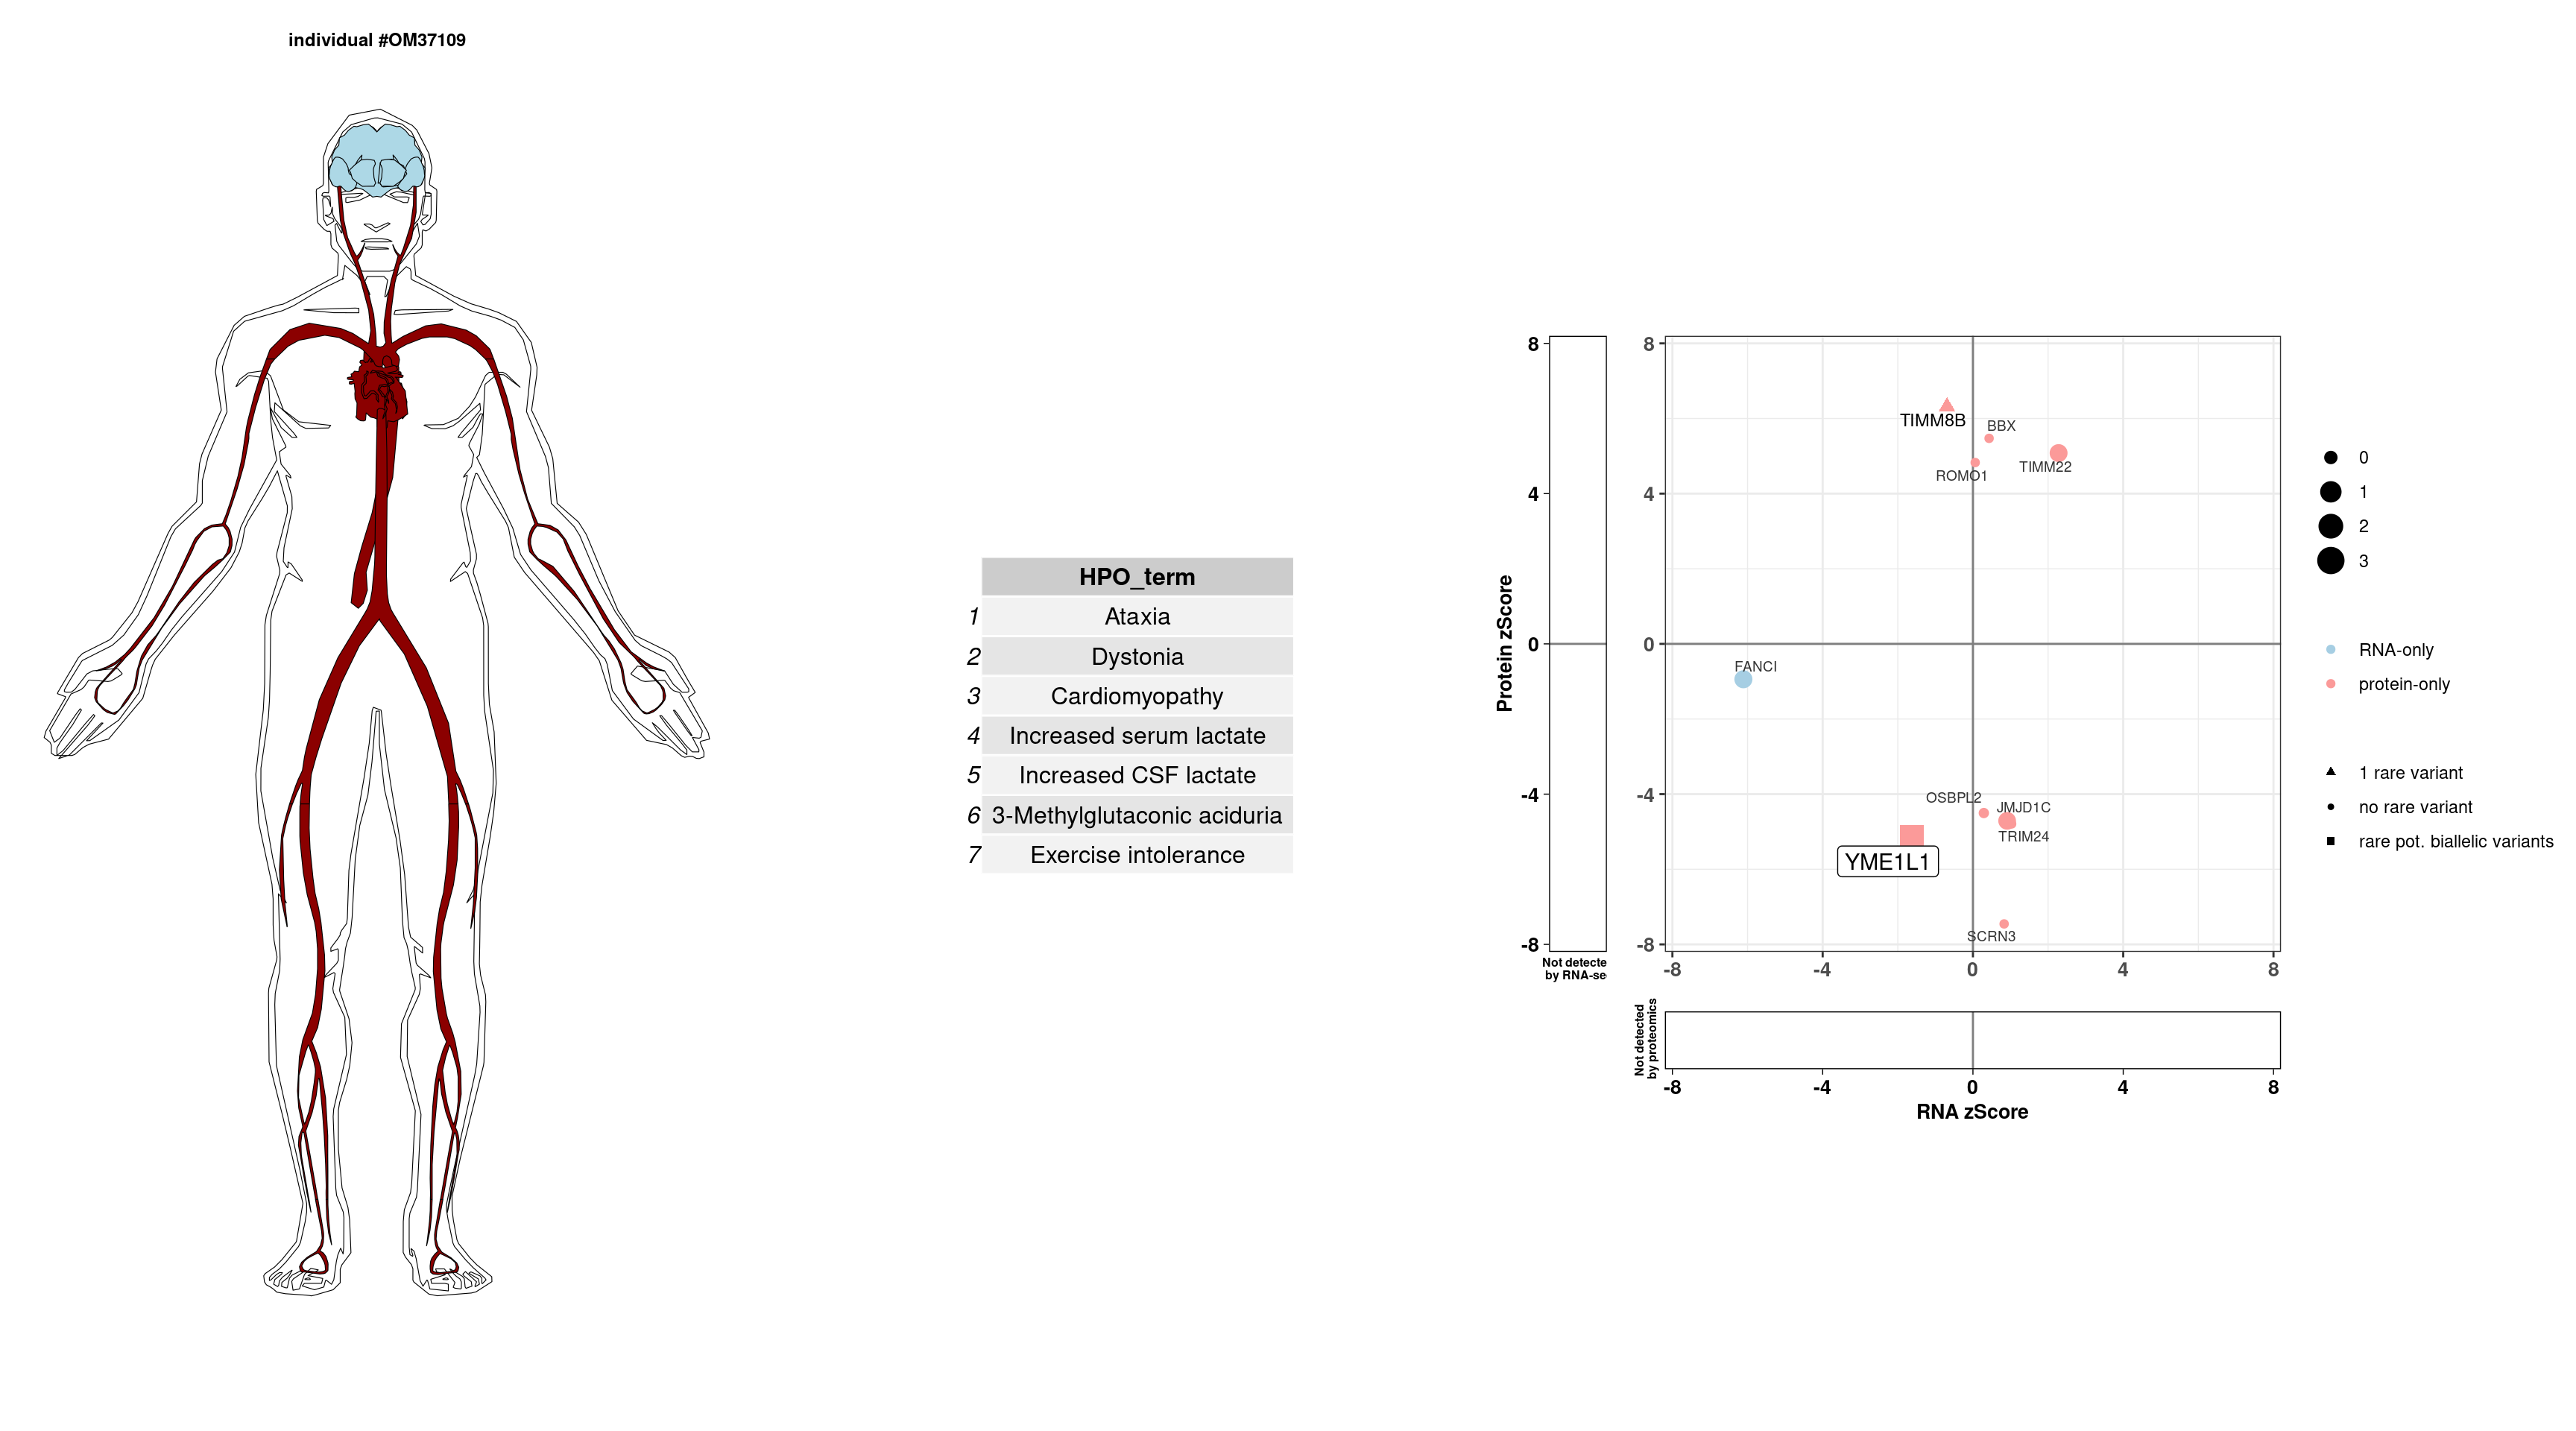 individual #OM37109
HPO_term
1 Ataxia
2 Dystonia
3 Cardiomyopathy
4 Increased serum lactate
5 Increased CSF lactate
6 3-Methylglutaconic aciduria
7 Exercise intolerance
Protein zScore
8
4
0
-4
-8
Not detecte
by RNA-se
8
4
0
-4
-8
TIMM8B
BBX
ROMO1
TIMM22
FANCI
OSBPL2
JMJD1C
TRIM24
YME1L1
SCRN3
-8 -4 0 4 8
Not detected
by proteomics
-8 -4 0 4 8
RNA zScore
0
1
2
3
RNA-only
protein-only
1 rare variant
no rare variant
rare pot. biallelic variants